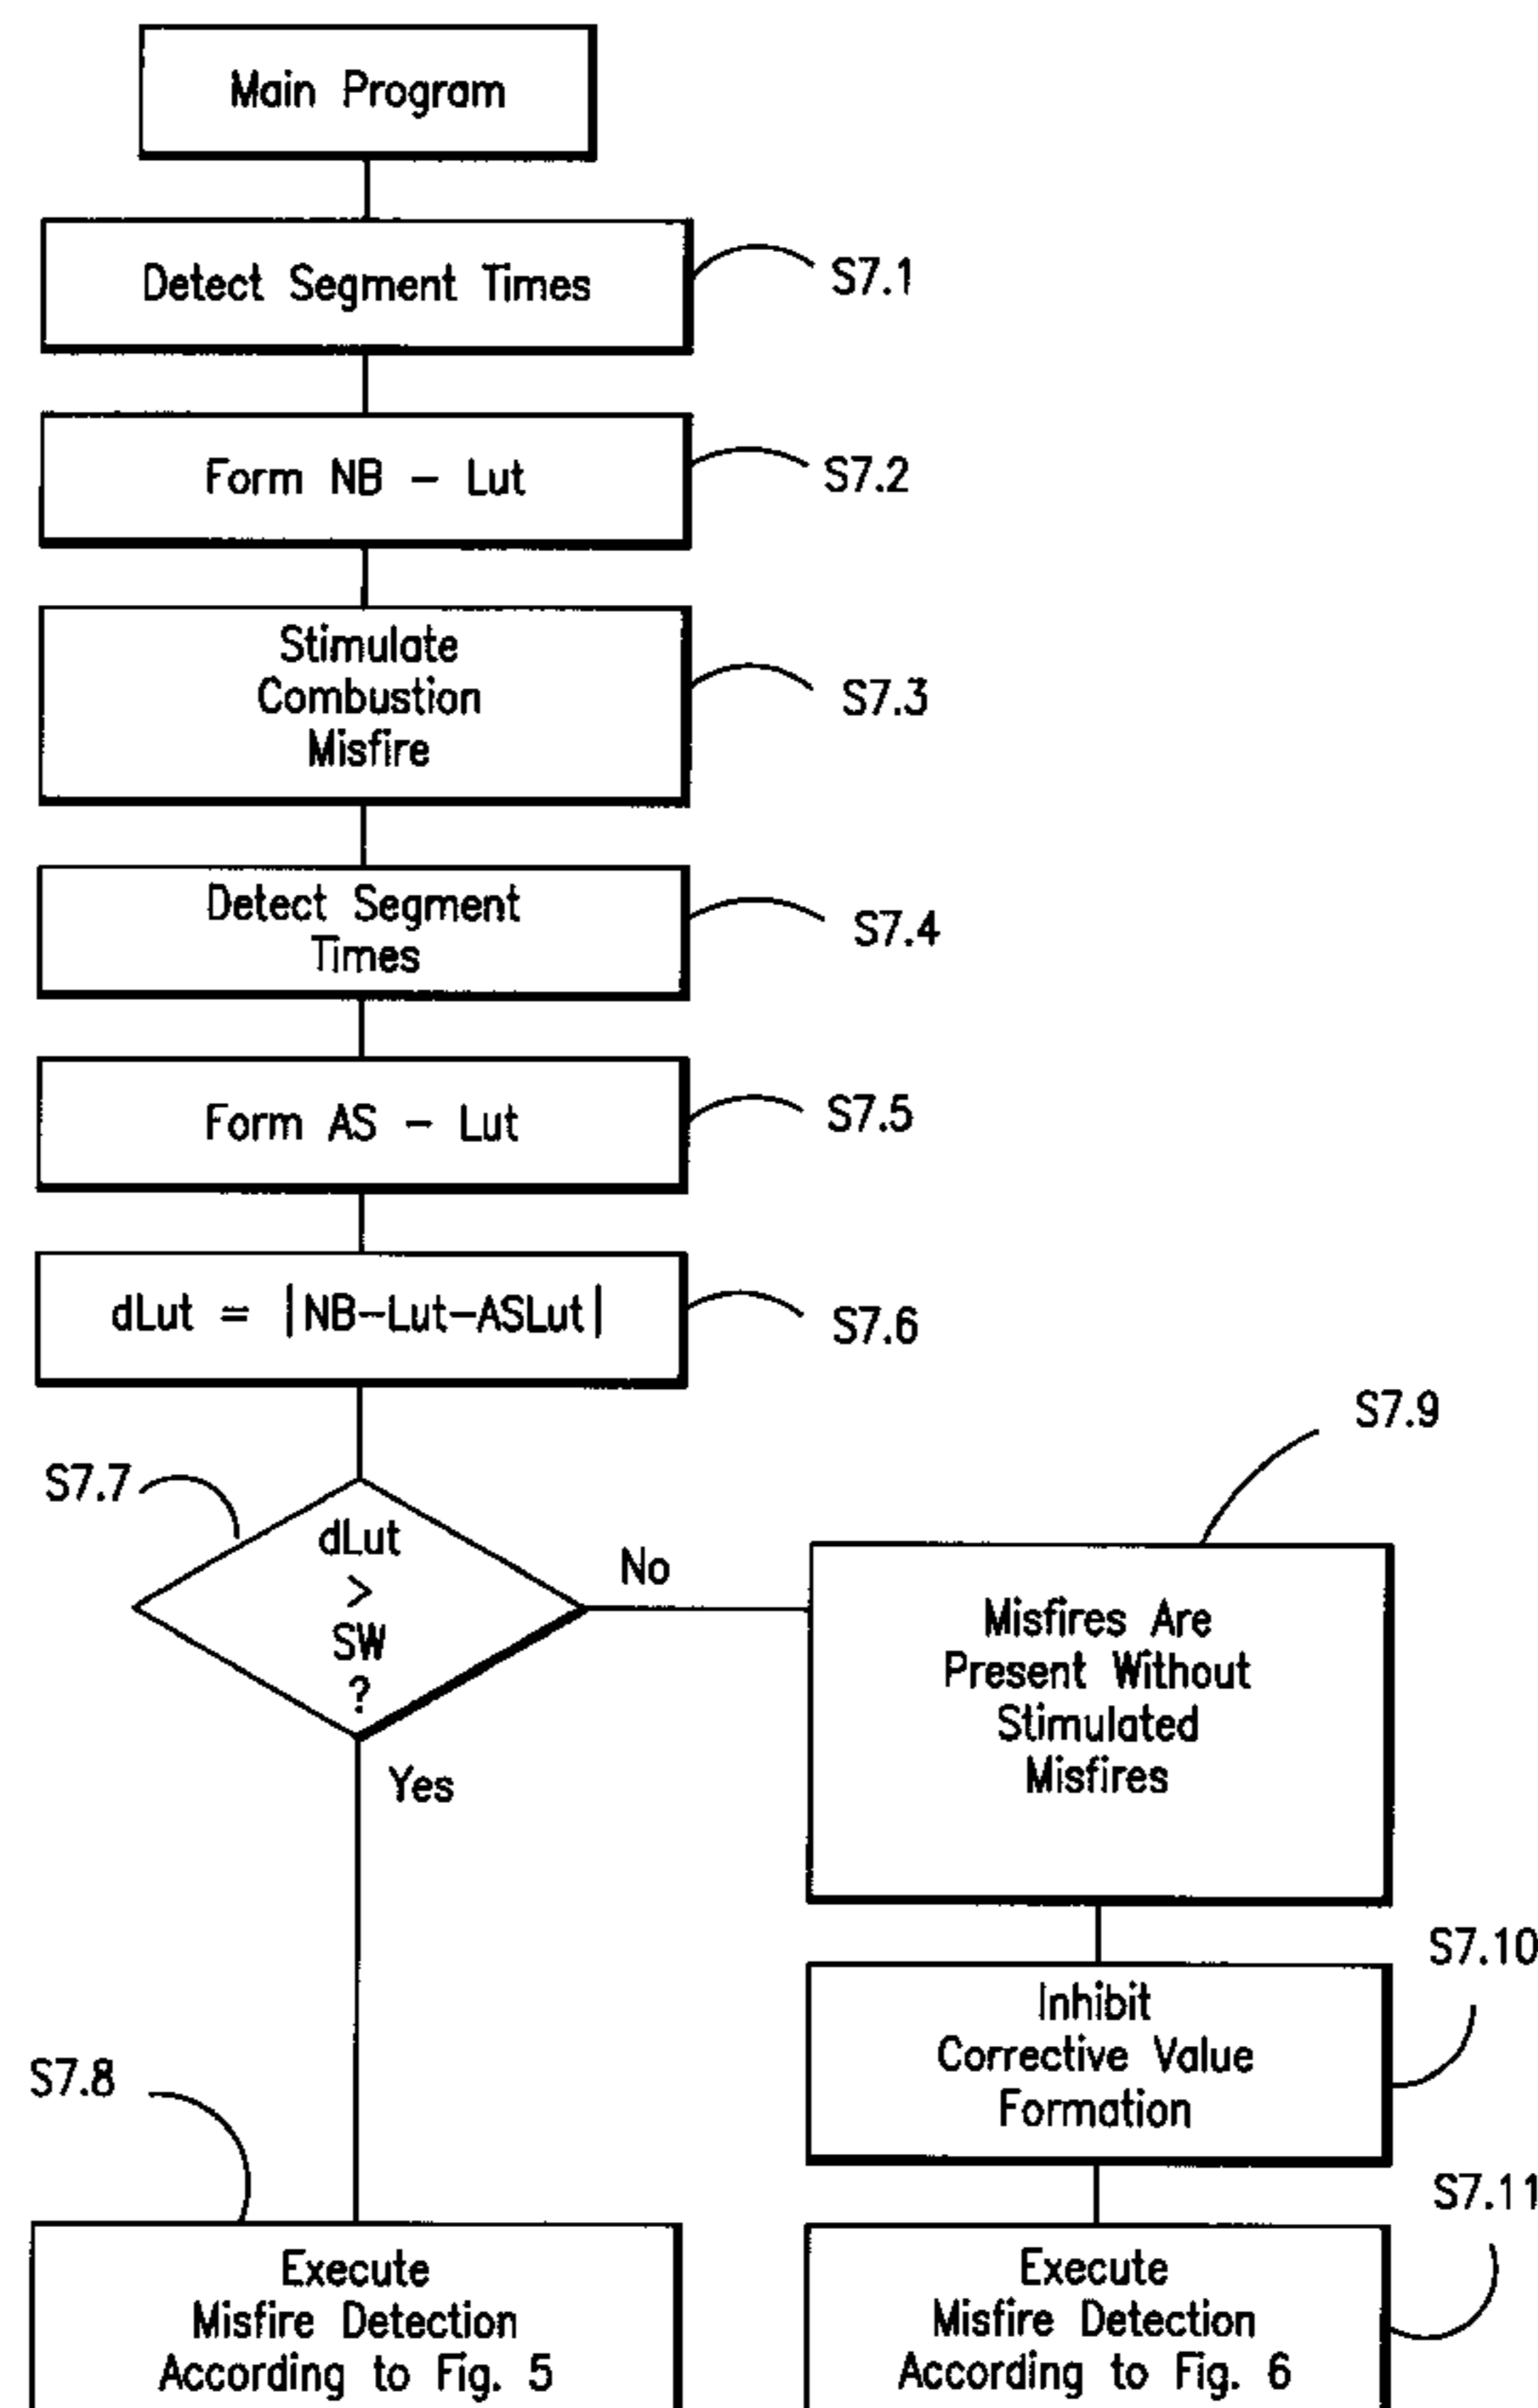 Main Program
Detect Segment Times
S7.1
Form NB - Lut
S7.2
Stimulate
Combustion
Misfire
S7.3
Detect Segment
Times
S7.4
Form AS - Lut
S7.5
dLut = |NB-Lut-ASLut|
S7.6
S7.7
dLut
>
SW
?
No
Yes
S7.9
Misfires Are
Present Without
Stimulated
Misfires
S7.10
Inhibit
Corrective Value
Formation
S7.8
Execute
Misfire Detection
According to Fig. 5
S7.11
Execute
Misfire Detection
According to Fig. 6